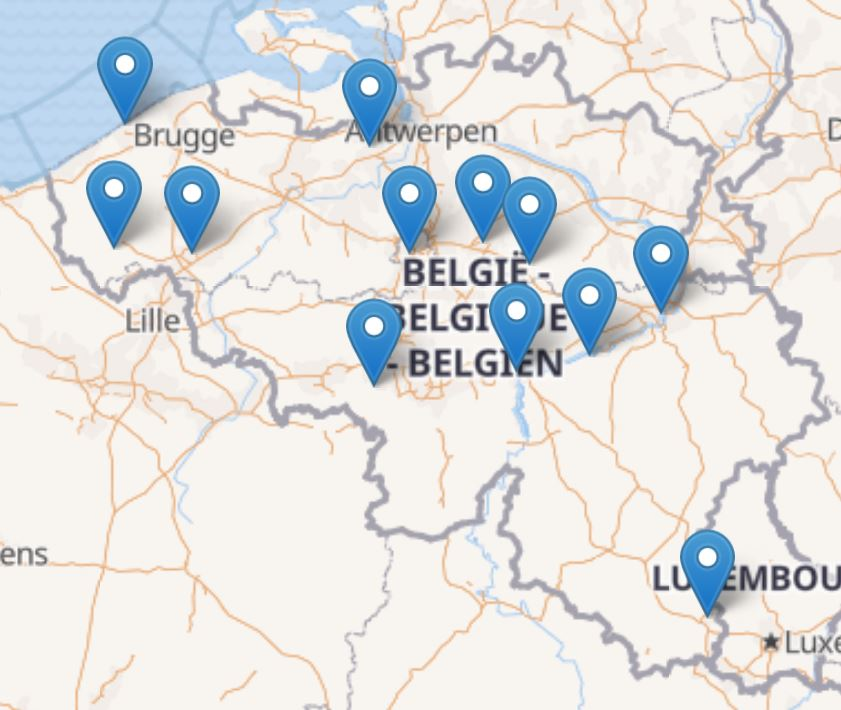 Brugge
Antwerpen
BELGIË -
BELGIQUE
- BELGIEN
Lille
ens
LUXEMBOU
Luxe
D